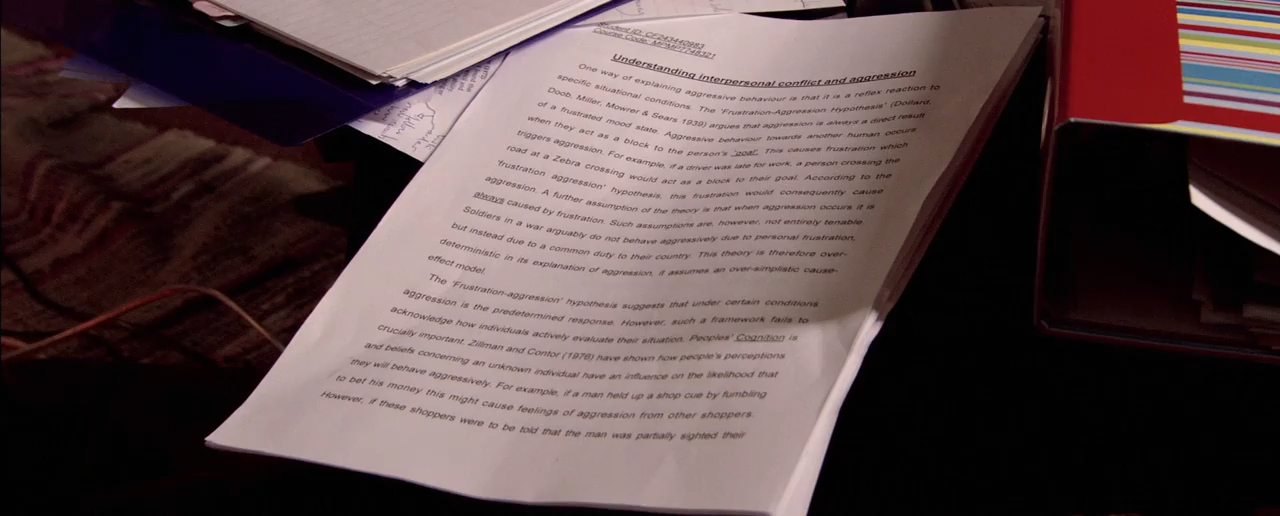 Student ID: CF243440983
Course Code: MPMP7748321
Understanding interpersonal conflict and aggression
One way of explaining aggressive behaviour is that it is a reflex reaction to
specific situational conditions. The 'Frustration-Aggression Hypothesis' (Dollard,
Doob, Miller, Mowrer & Sears 1939) argues that aggression is always a direct result
of a frustrated mood state. Aggressive behaviour towards another human occurs
when they act as a block to the person's 'goal'. This causes frustration which
triggers aggression. For example, if a driver was late for work, a person crossing the
road at a Zebra crossing would act as a block to their goal. According to the
'frustration aggression' hypothesis, this frustration would consequently cause
aggression. A further assumption of the theory is that when aggression occurs it is
always caused by frustration. Such assumptions are, however, not entirely tenable.
Soldiers in a war arguably do not behave aggressively due to personal frustration,
but instead due to a common duty to their country. This theory is therefore over-
deterministic in its explanation of aggression, it assumes an over-simplistic cause-
effect model.
The 'Frustration-aggression' hypothesis suggests that under certain conditions
aggression is the predetermined response. However, such a framework fails to
acknowledge how individuals actively evaluate their situation. Peoples' Cognition is
crucially important. Zillman and Contor (1976) have shown how people's perceptions
and beliefs concerning an unknown individual have an influence on the likelihood that
they will behave aggressively. For example, if a man held up a shop cue by fumbling
to bet his money this might cause feelings of aggression from other shoppers.
However, if these shoppers were to be told that the man was partially sighted their